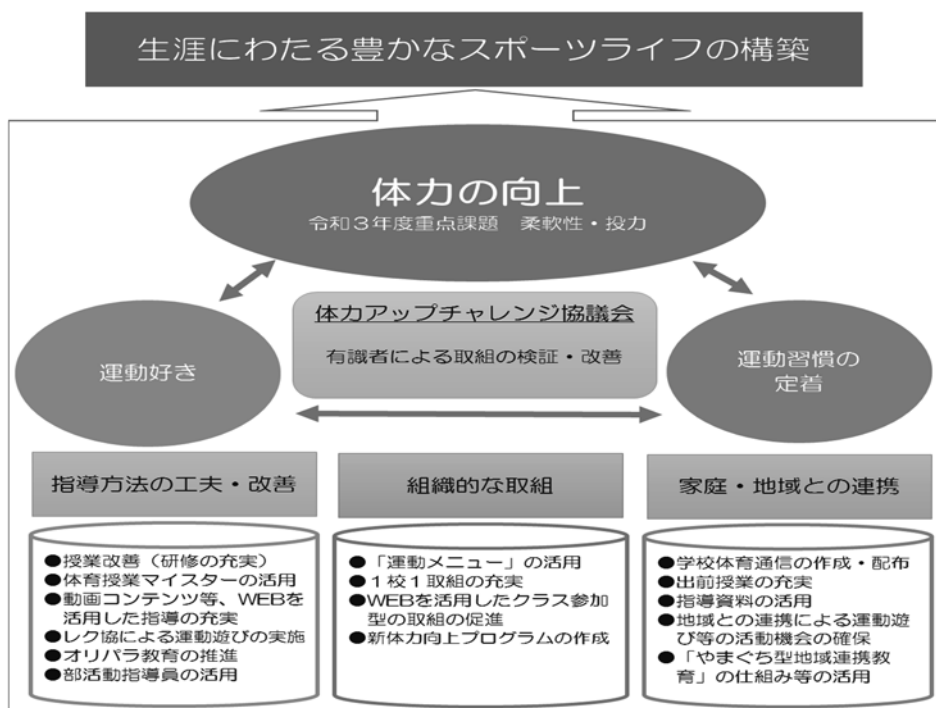 生涯にわたる豊かなスポーツライフの構築
体力の向上
令和３年度重点課題　柔軟性・投力
体力アップチャレンジ協議会
有識者による取組の検証・改善
運動好き
運動習慣の
定着
指導方法の工夫・改善
●授業改善（研修の充実）
●体育授業マイスターの活用
●動画コンテンツ等、WEBを
活用した指導の充実
●レク協による運動遊びの実施
●オリパラ教育の推進
●部活動指導員の活用
組織的な取組
●「運動メニュー」の活用
●１校１取組の充実
●WEBを活用したクラス参加
型の取組の促進
●新体力向上プログラムの作成
家庭・地域との連携
●学校体育通信の作成・配布
●出前授業の充実
●指導資料の活用
●地域との連携による運動遊
び等の活動機会の確保
●「やまぐち型地域連携教
育」の仕組み等の活用